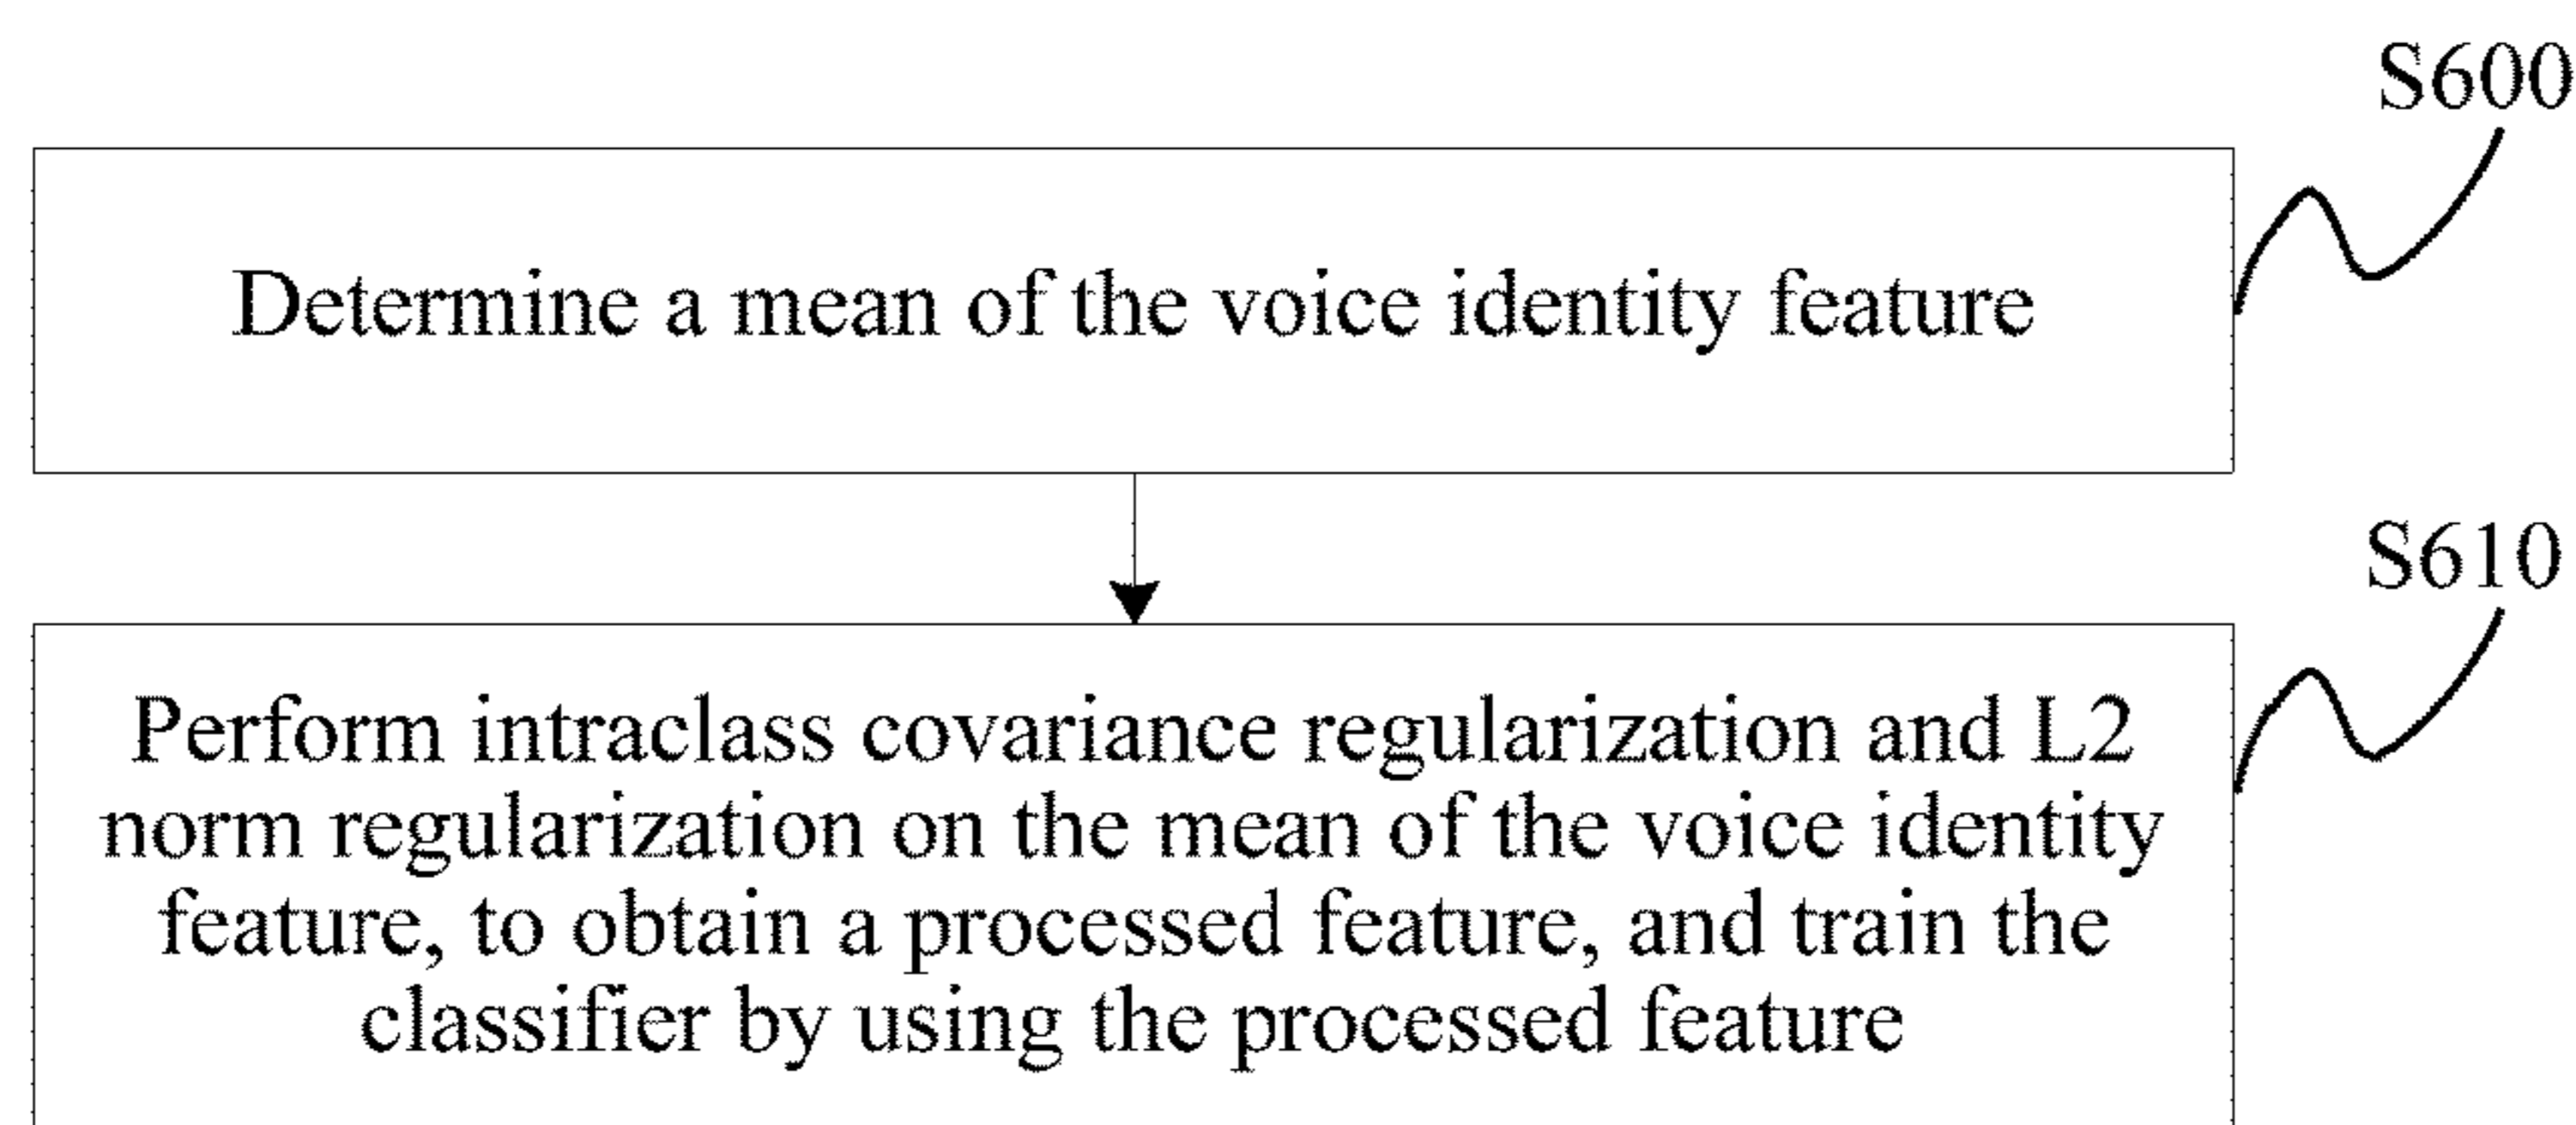 S600
Determine a mean of the voice identity feature
S610
Perform intraclass covariance regularization and L2
norm regularization on the mean of the voice identity
feature, to obtain a processed feature, and train the
classifier by using the processed feature